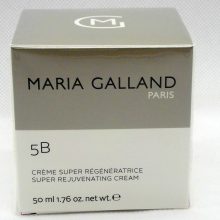 MARIA GALLAND
PARIS
5B
CRÈME SUPER RÉGÉNÉRATRICE
SUPER REJUVENATING CREAM
50 ml 1.76 oz. net wt. ℮